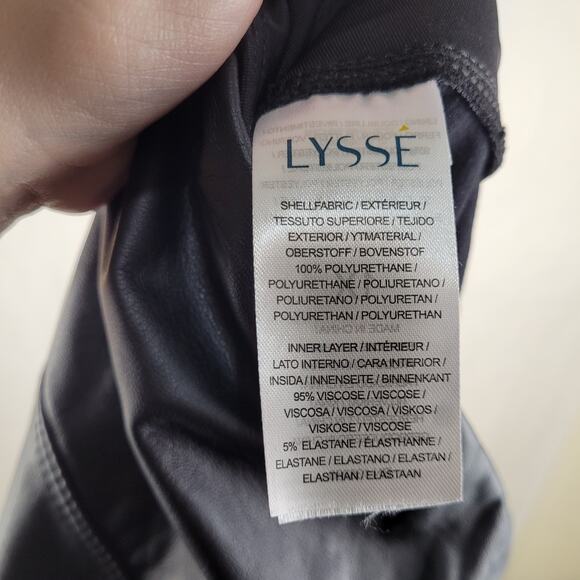 LYSSÉ
SHELLFABRIC / EXTÉRIEUR /
TESSUTO SUPERIORE / TEJIDO
EXTERIOR / YTMATERIAL /
OBERSTOFF / BOVENSTOF
100% POLYURETHANE /
POLYURETHANE / POLIURETANO /
POLIURETANO / POLYURETAN /
POLYURETHAN / POLYURETHAN
MADE IN CHINA
INNER LAYER / INTÉRIEUR /
LATO INTERNO / CARA INTERIOR /
INSIDA / INNENSEITE / BINNENKANT
95% VISCOSE / VISCOSE /
VISCOSA / VISCOSA / VISKOS /
VISKOSE / VISCOSE
5% ELASTANE / ÉLASTHANNE /
ELASTANE / ELASTANO / ELASTAN /
ELASTHAN / ELASTAAN